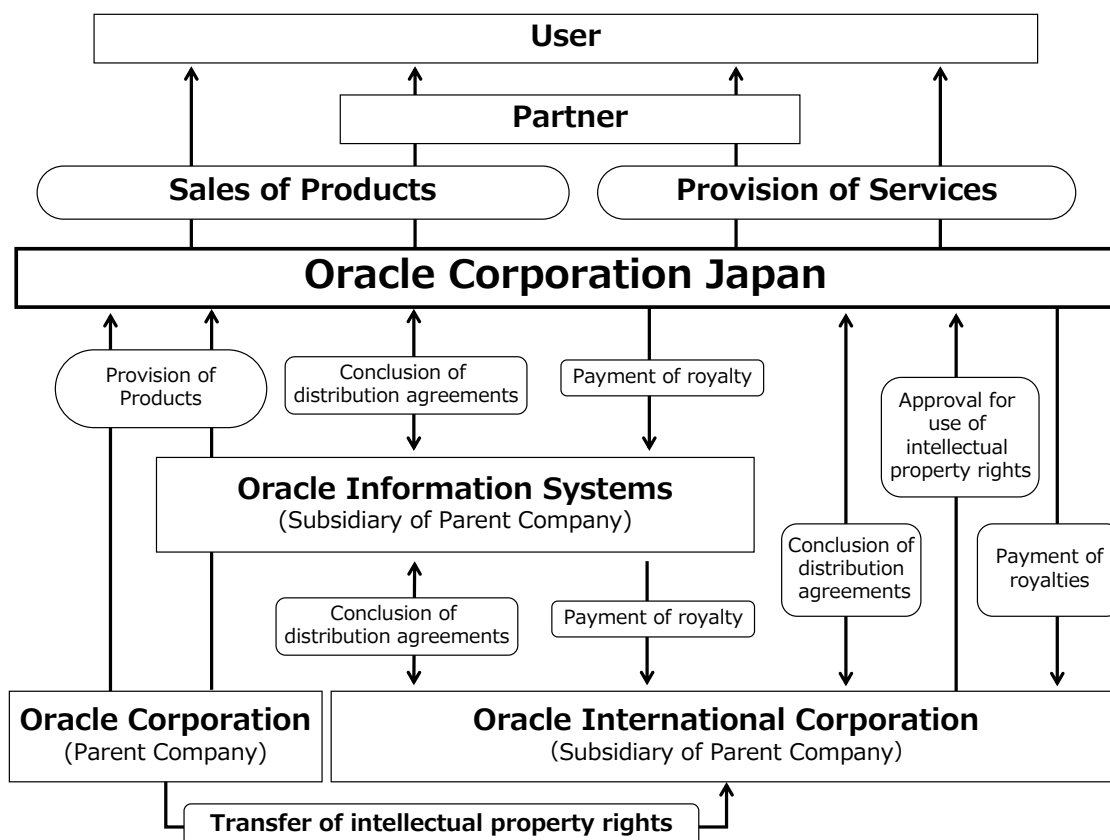 User
Partner
Sales of Products
Provision of Services
Oracle Corporation Japan
Provision of
Products
Conclusion of
distribution agreements
Payment of royalty
Approval for
use of
intellectual
property rights
Oracle Information Systems
(Subsidiary of Parent Company)
Conclusion of
distribution
agreements
Payment of
royalties
Conclusion of
distribution agreements
Payment of royalty
Oracle Corporation
(Parent Company)
Oracle International Corporation
(Subsidiary of Parent Company)
Transfer of intellectual property rights